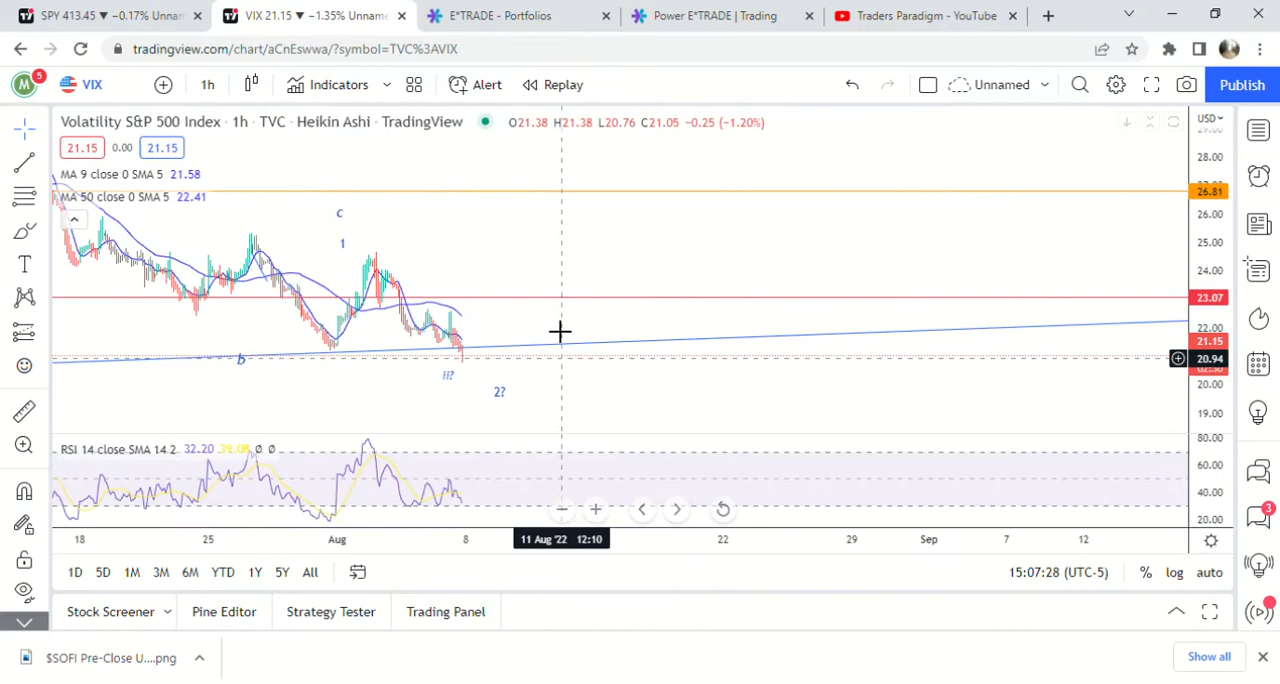 SPY 413.45 ▼ −0.17% Unnan
VIX 21.15 ▼ −1.35% Unname
E*TRADE - Portfolios
Power E*TRADE | Trading
Traders Paradigm - YouTube
tradingview.com/chart/aCnEswwa/?symbol=TVC%3AVIX
M 5
VIX
1h
Indicators
Alert
Replay
Unnamed
Publish
Volatility S&P 500 Index · 1h · TVC · Heikin Ashi · TradingView
O21.38 H21.38 L20.76 C21.05 −0.25 (−1.20%)
USD
21.15 0.00 21.15
MA 9 close 0 SMA 5 21.58
MA 50 close 0 SMA 5 22.41
29.00
28.00
26.81
26.00
25.00
24.00
23.07
22.00
21.15
20.94
20.00
19.00
c
1
b
ii?
2?
RSI 14 close SMA 14 2 32.20 Ø Ø
80.00
60.00
40.00
20.00
3
18 25 Aug 8 11 Aug '22 12:10 22 29 Sep 7 12
1D 5D 1M 3M 6M YTD 1Y 5Y All
15:07:28 (UTC-5) % log auto
Stock Screener Pine Editor Strategy Tester Trading Panel
$SOFI Pre-Close U....png
Show all